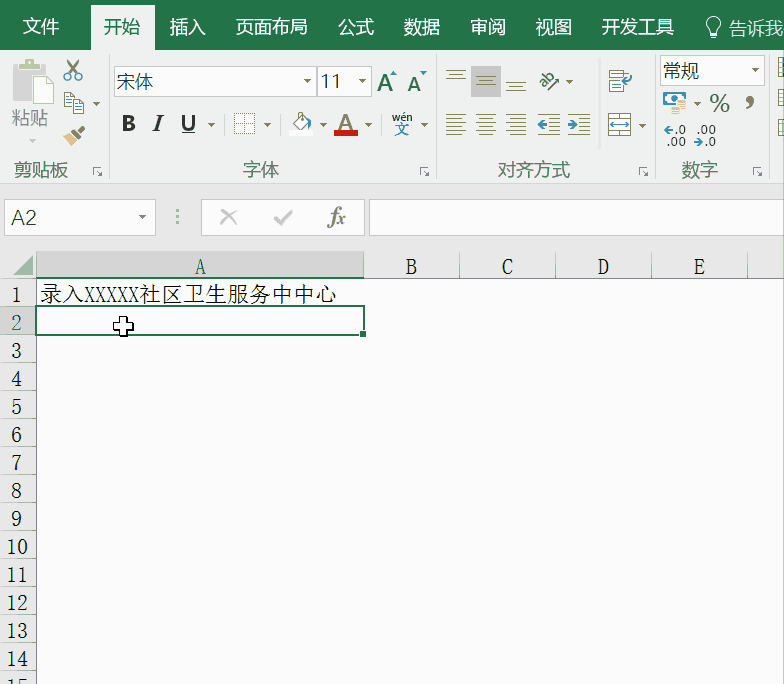 文件 开始 插入 页面布局 公式 数据 审阅 视图 开发工具 告诉我
粘贴
宋体 11 A A
常规
B I U A wén 文
% ,
←.0 .00
.00 →.0
剪贴板 字体 对齐方式 数字
A2 fx
A B C D E
1 录入XXXXX社区卫生服务中中心
2
3
4
5
6
7
8
9
10
11
12
13
14
15